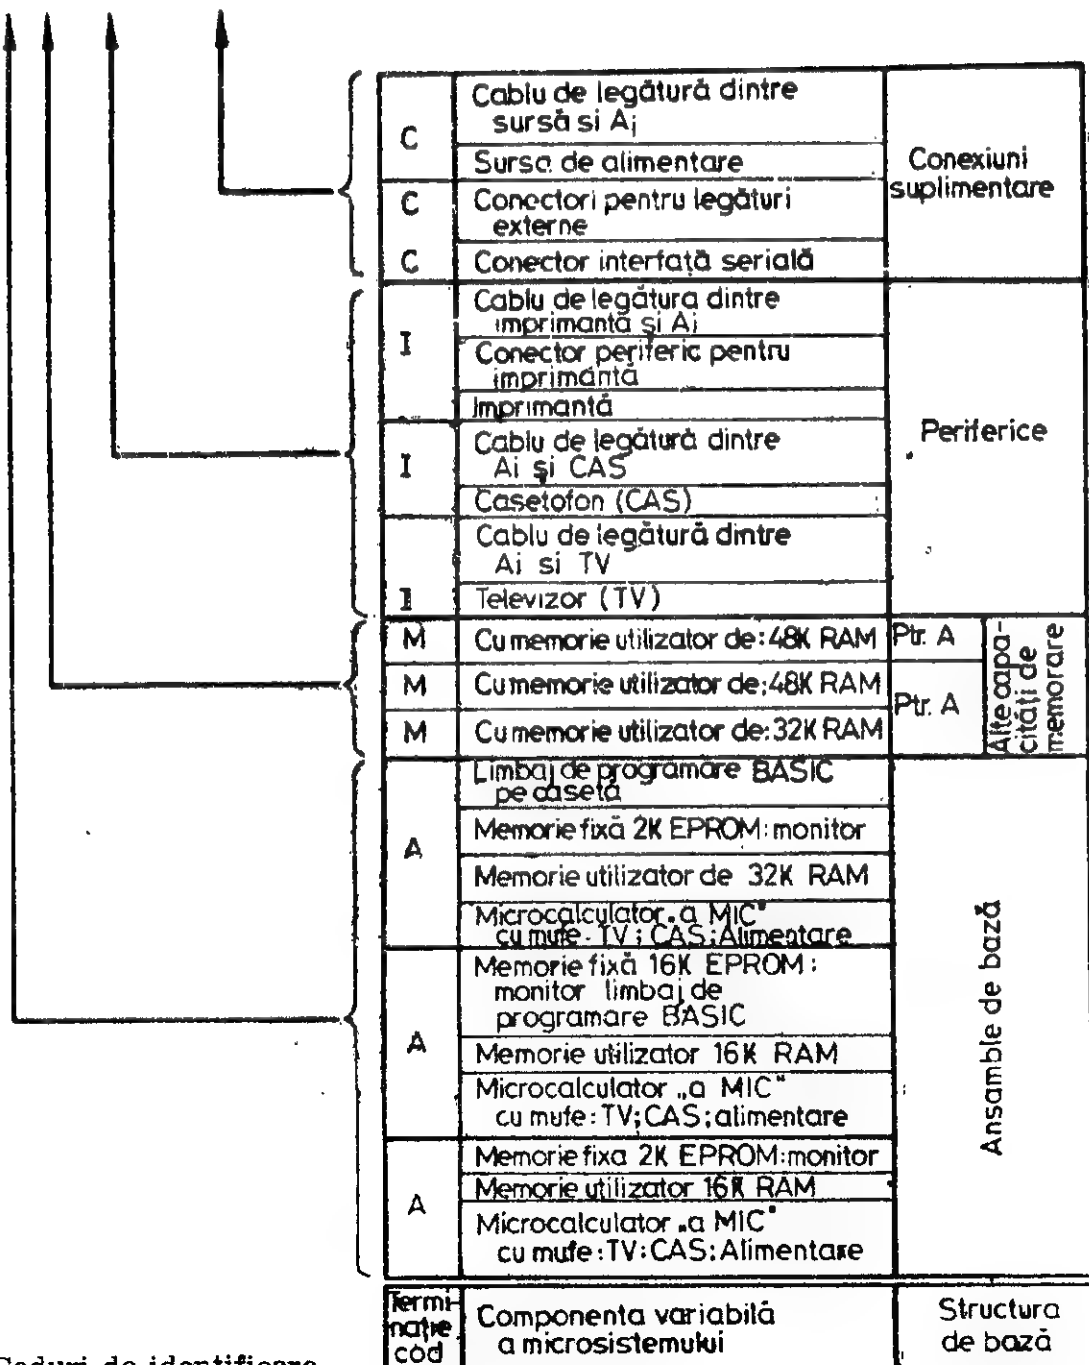 C
Cablu de legătură dintre
sursă si Ai
Sursa de alimentare
C
Conectori pentru legături
externe
C
Conector interfață serială
Conexiuni
suplimentare
I
Cablu de legătura dintre
imprimantă și Ai
Conector periferic pentru
imprimantă
Imprimantă
I
Cablu de legătură dintre
Ai și CAS
Casetofon (CAS)
I
Cablu de legătură dintre
Ai si TV
Televizor (TV)
Periferice
M
Cu memorie utilizator de: 48K RAM
Ptr. A
M
Cu memorie utilizator de: 48K RAM
M
Cu memorie utilizator de: 32K RAM
Ptr. A
Alte capa-
cități de
memorare
A
Limbaj de programare BASIC
pe casetă
Memorie fixă 2K EPROM: monitor
Memorie utilizator de 32K RAM
Microcalculator „a MIC"
cu mufe: TV; CAS; Alimentare
A
Memorie fixă 16K EPROM:
monitor limbaj de
programare BASIC
Memorie utilizator 16K RAM
Microcalculator „a MIC"
cu mufe: TV; CAS; alimentare
A
Memorie fixa 2K EPROM: monitor
Memorie utilizator 16K RAM
Microcalculator „a MIC"
cu mufe: TV: CAS: Alimentare
Ansamble de bază
Termi-
nație
cod
Componenta variabilă
a microsistemului
Structura
de bază
Coduri de identificare